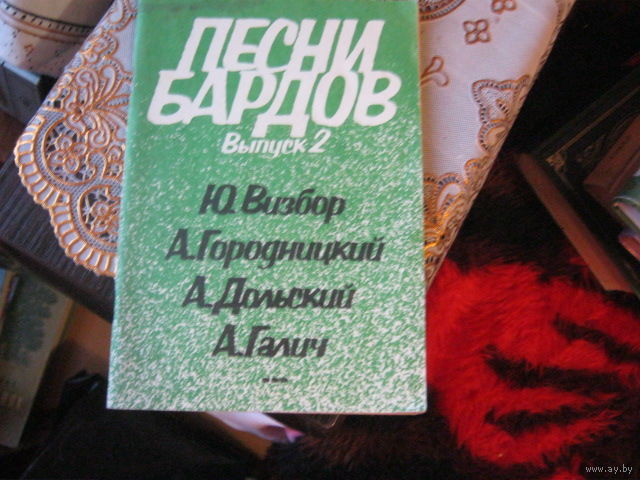 ПЕСНИ
БАРДОВ
Выпуск 2
Ю. Визбор
А. Городницкий
А. Дольский
А. Галич
www.ay.by